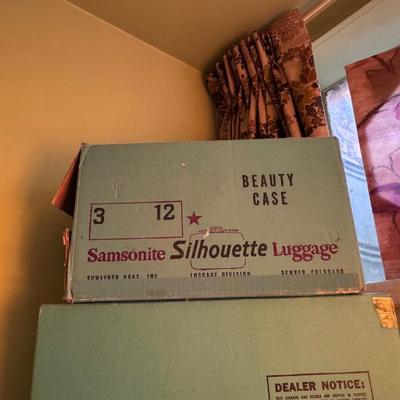 BEAUTY
CASE
3 12
Samsonite Silhouette Luggage
SHWAYDER BROS. INC. LUGGAGE DIVISION DENVER, COLORADO
DEALER NOTICE: